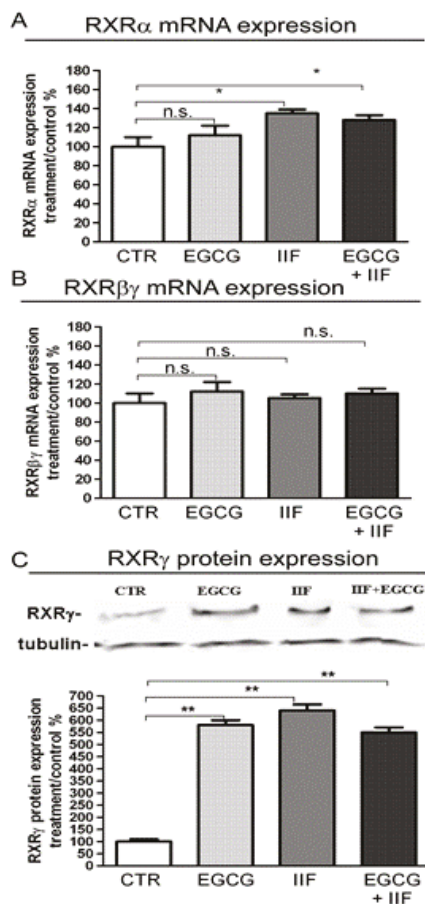 A RXRα mRNA expression
RXRα mRNA expression
treatment/control %
180
160
140
120
100
80
60
40
20
0
n.s.
*
*
CTR EGCG IIF EGCG
+ IIF
B RXRβγ mRNA expression
RXRβγ mRNA expression
treatment/control %
180
160
140
120
100
80
60
40
20
0
n.s.
n.s.
n.s.
CTR EGCG IIF EGCG
+ IIF
C RXRγ protein expression
CTR EGCG IIF IIF+EGCG
RXRγ-
tubulin-
RXRγ protein expression
treatment/control %
700
650
600
550
500
450
400
350
300
250
200
150
100
50
0
**
**
**
CTR EGCG IIF EGCG
+ IIF